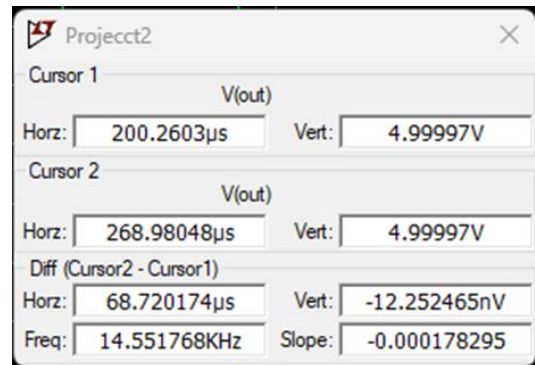 Projecct2
Cursor 1
V(out)
Horz: 200.2603µs Vert: 4.99997V
Cursor 2
V(out)
Horz: 268.98048µs Vert: 4.99997V
Diff (Cursor2 - Cursor1)
Horz: 68.720174µs Vert: -12.252465nV
Freq: 14.551768KHz Slope: -0.000178295